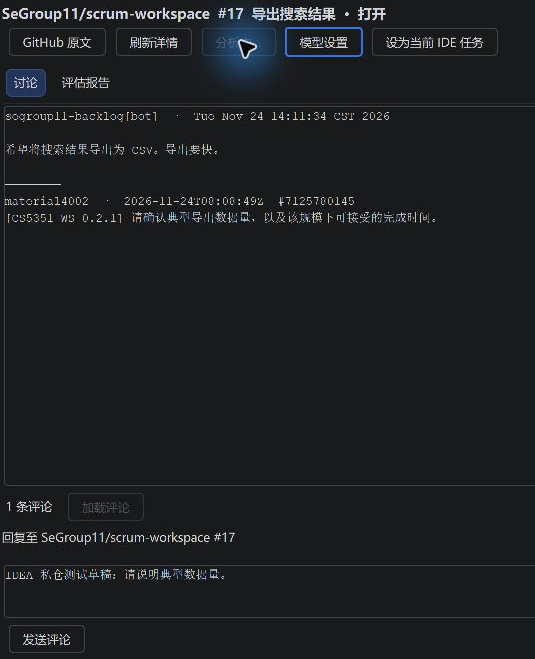 SeGroup11/scrum-workspace #17 导出搜索结果 • 打开
GitHub 原文 刷新详情 分析 模型设置 设为当前 IDE 任务
讨论 评估报告
segroup11-backlog[bot] · Tue Nov 24 14:11:34 CST 2026
希望将搜索结果导出为 CSV。导出要快。
material4002 · 2026-11-24T08:08:49Z #7125780145
[CS5351 WS 0.2.1] 请确认典型导出数据量，以及该规模下可接受的完成时间。
1 条评论 加载评论
回复至 SeGroup11/scrum-workspace #17
IDEA 私仓测试草稿：请说明典型数据量。
发送评论